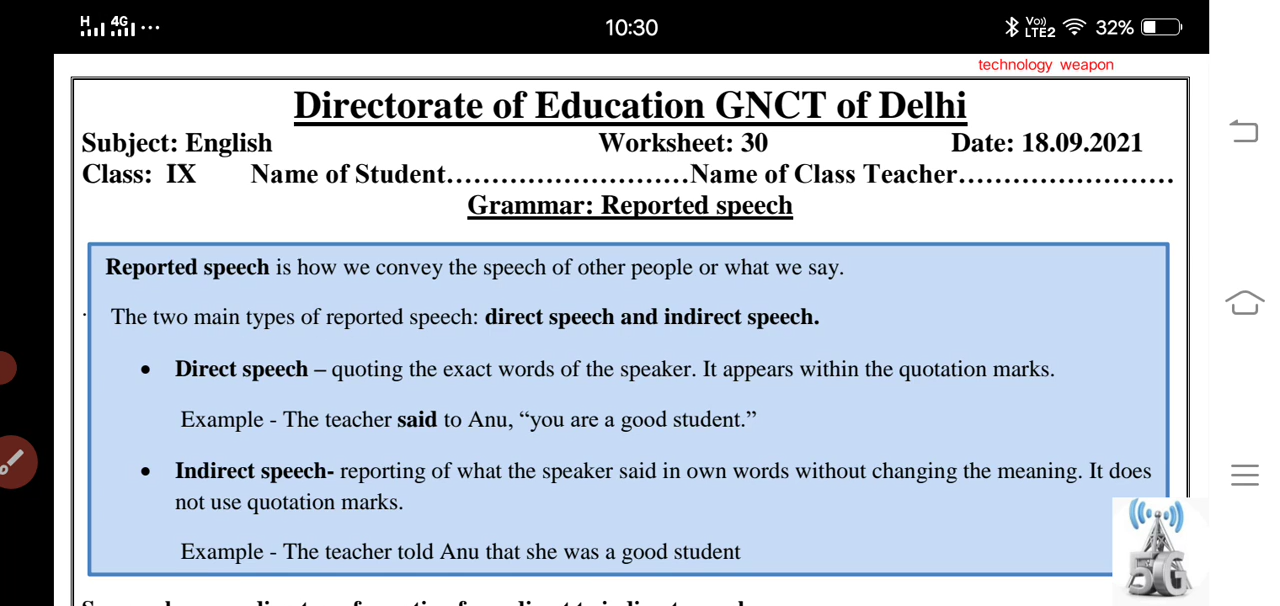 H 4G 10:30 Vo)) LTE2 32%
technology weapon
Directorate of Education GNCT of Delhi
Subject: English Worksheet: 30 Date: 18.09.2021
Class: IX Name of Student...........................Name of Class Teacher........................
Grammar: Reported speech
Reported speech is how we convey the speech of other people or what we say.
The two main types of reported speech: direct speech and indirect speech.
• Direct speech – quoting the exact words of the speaker. It appears within the quotation marks.
Example - The teacher said to Anu, “you are a good student.”
• Indirect speech- reporting of what the speaker said in own words without changing the meaning. It does
not use quotation marks.
Example - The teacher told Anu that she was a good student
5G